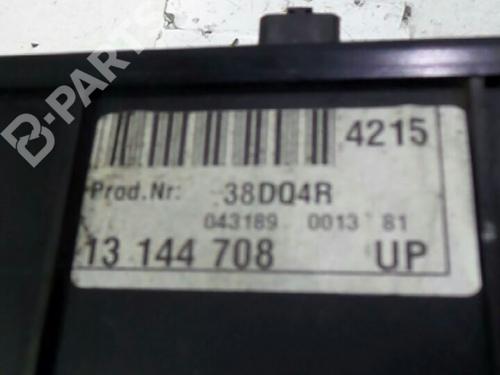 B-PARTS
4215
Prod.Nr: 38DQ4R
043189 0013 81
13 144 708 UP